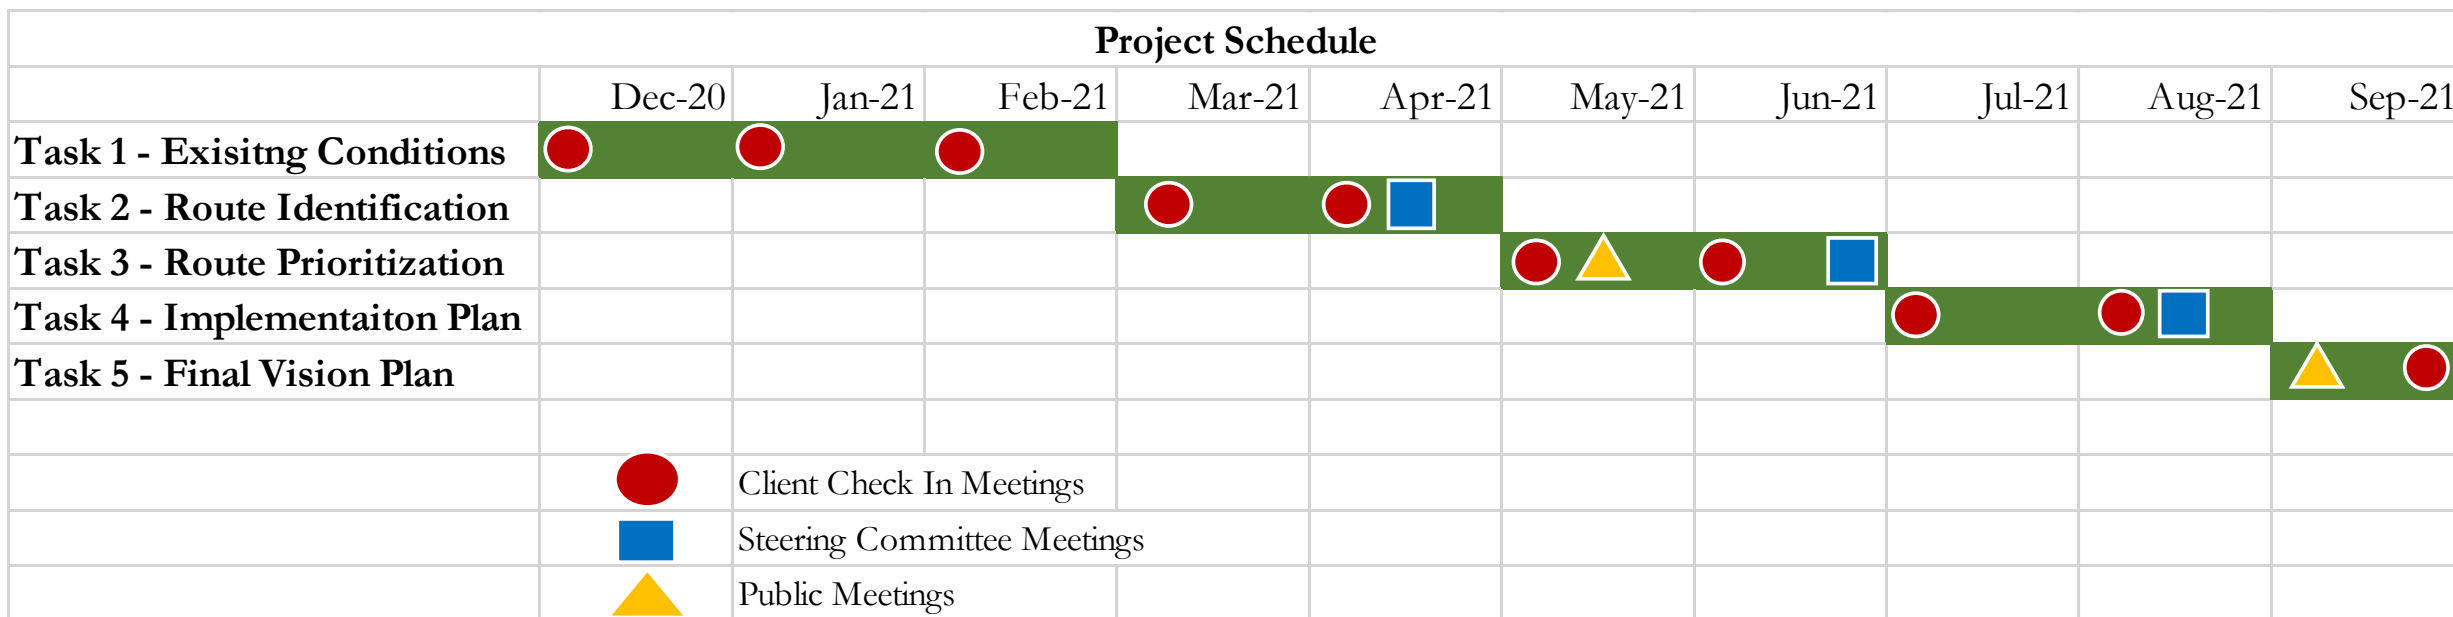 Project Schedule
Dec-20 Jan-21 Feb-21 Mar-21 Apr-21 May-21 Jun-21 Jul-21 Aug-21 Sep-21
Task 1 - Exisitng Conditions
Task 2 - Route Identification
Task 3 - Route Prioritization
Task 4 - Implementaiton Plan
Task 5 - Final Vision Plan
Client Check In Meetings
Steering Committee Meetings
Public Meetings